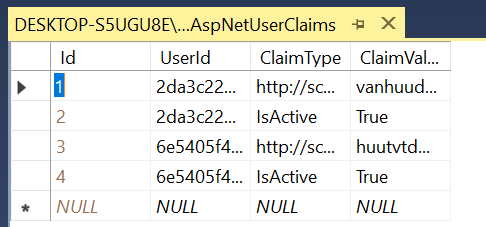 DESKTOP-S5UGU8E\...AspNetUserClaims
Id UserId ClaimType ClaimVal...
1 2da3c22... http://sc... vanhuud...
2 2da3c22... IsActive True
3 6e5405f4... http://sc... huutvtd...
4 6e5405f4... IsActive True
NULL NULL NULL NULL